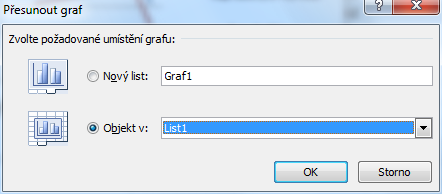 Přesunout graf
Zvolte požadované umístění grafu:
Nový list: Graf1
Objekt v: List1
OK Storno